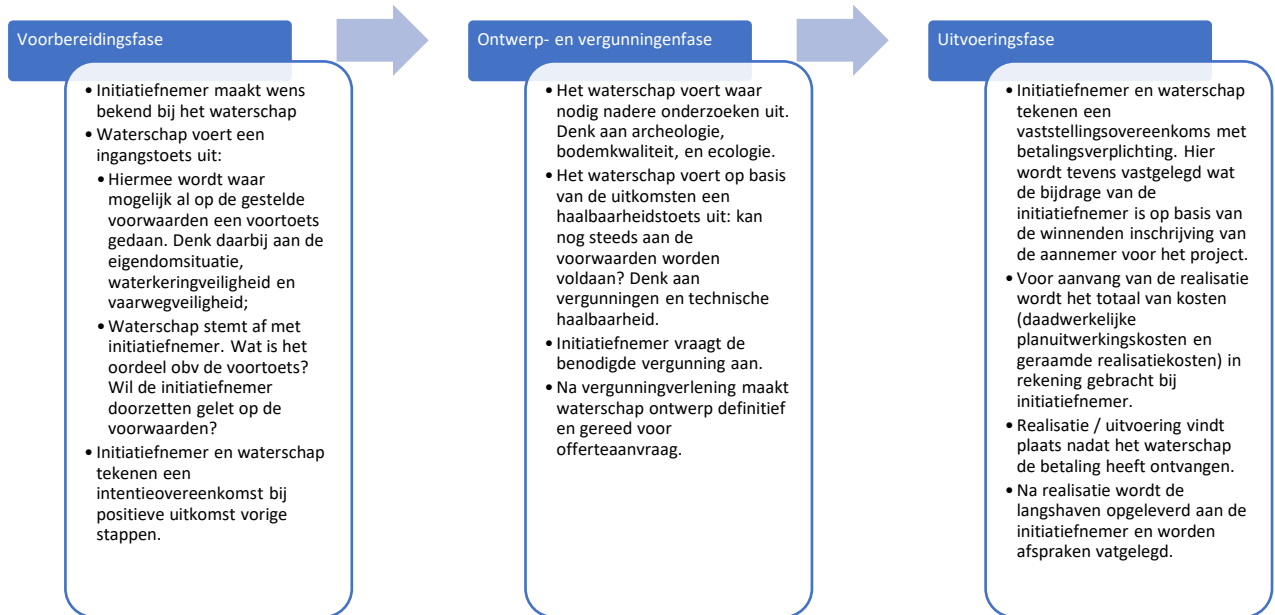 Voorbereidingsfase
• Initiatiefnemer maakt wens
bekend bij het waterschap
• Waterschap voert een
ingangstoets uit:
• Hiermee wordt waar
mogelijk al op de gestelde
voorwaarden een voortoets
gedaan. Denk daarbij aan de
eigendomsituatie,
waterkeringveiligheid en
vaarwegveiligheid;
• Waterschap stemt af met
initiatiefnemer. Wat is het
oordeel obv de voortoets?
Wil de initiatiefnemer
doorzetten gelet op de
voorwaarden?
• Initiatiefnemer en waterschap
tekenen een
intentieovereenkomst bij
positieve uitkomst vorige
stappen.
Ontwerp- en vergunningenfase
• Het waterschap voert waar
nodig nadere onderzoeken uit.
Denk aan archeologie,
bodemkwaliteit, en ecologie.
• Het waterschap voert op basis
van de uitkomsten een
haalbaarheidstoets uit: kan
nog steeds aan de
voorwaarden worden
voldaan? Denk aan
vergunningen en technische
haalbaarheid.
• Initiatiefnemer vraagt de
benodigde vergunning aan.
• Na vergunningverlening maakt
waterschap ontwerp definitief
en gereed voor
offerteaanvraag.
Uitvoeringsfase
• Initiatiefnemer en waterschap
tekenen een
vaststellingsovereenkoms met
betalingsverplichting. Hier
wordt tevens vastgelegd wat
de bijdrage van de
initiatiefnemer is op basis van
de winnenden inschrijving van
de aannemer voor het project.
• Voor aanvang van de realisatie
wordt het totaal van kosten
(daadwerkelijke
planuitwerkingskosten en
geraamde realisatiekosten) in
rekening gebracht bij
initiatiefnemer.
• Realisatie / uitvoering vindt
plaats nadat het waterschap
de betaling heeft ontvangen.
• Na realisatie wordt de
langshaven opgeleverd aan de
initiatiefnemer en worden
afspraken vatgelegd.